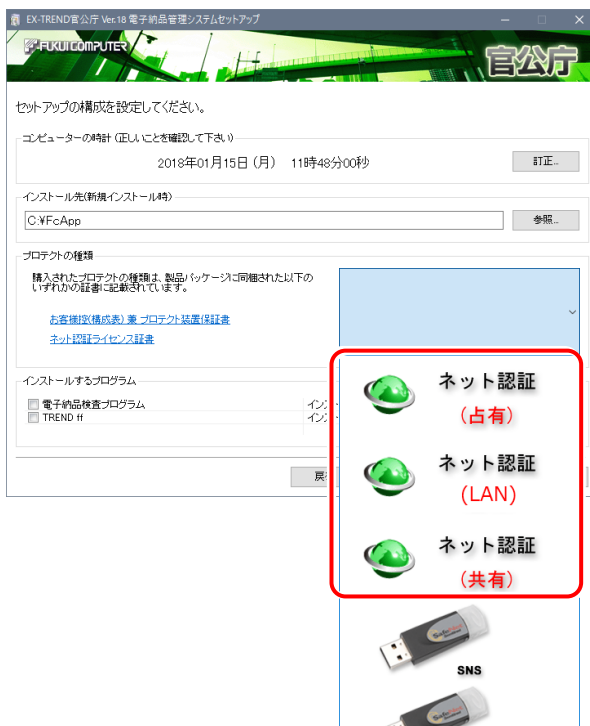 EX-TREND官公庁 Ver.18 電子納品管理システムセットアップ
FUKUI COMPUTER
官公庁
セットアップの構成を設定してください。
コンピューターの時計 (正しいことを確認して下さい)
2018年01月15日 (月) 11時48分00秒
訂正...
インストール先(新規インストール時)
C:¥FcApp
参照...
プロテクトの種類
購入されたプロテクトの種類は、製品パッケージに同梱された以下の
いずれかの証書に記載されています。
お客様控(構成表) 兼 プロテクト装置保証書
ネット認証ライセンス証書
インストールするプログラム
電子納品検査プログラム
TREND ff
ネット認証
(占有)
ネット認証
(LAN)
ネット認証
(共有)
SNS